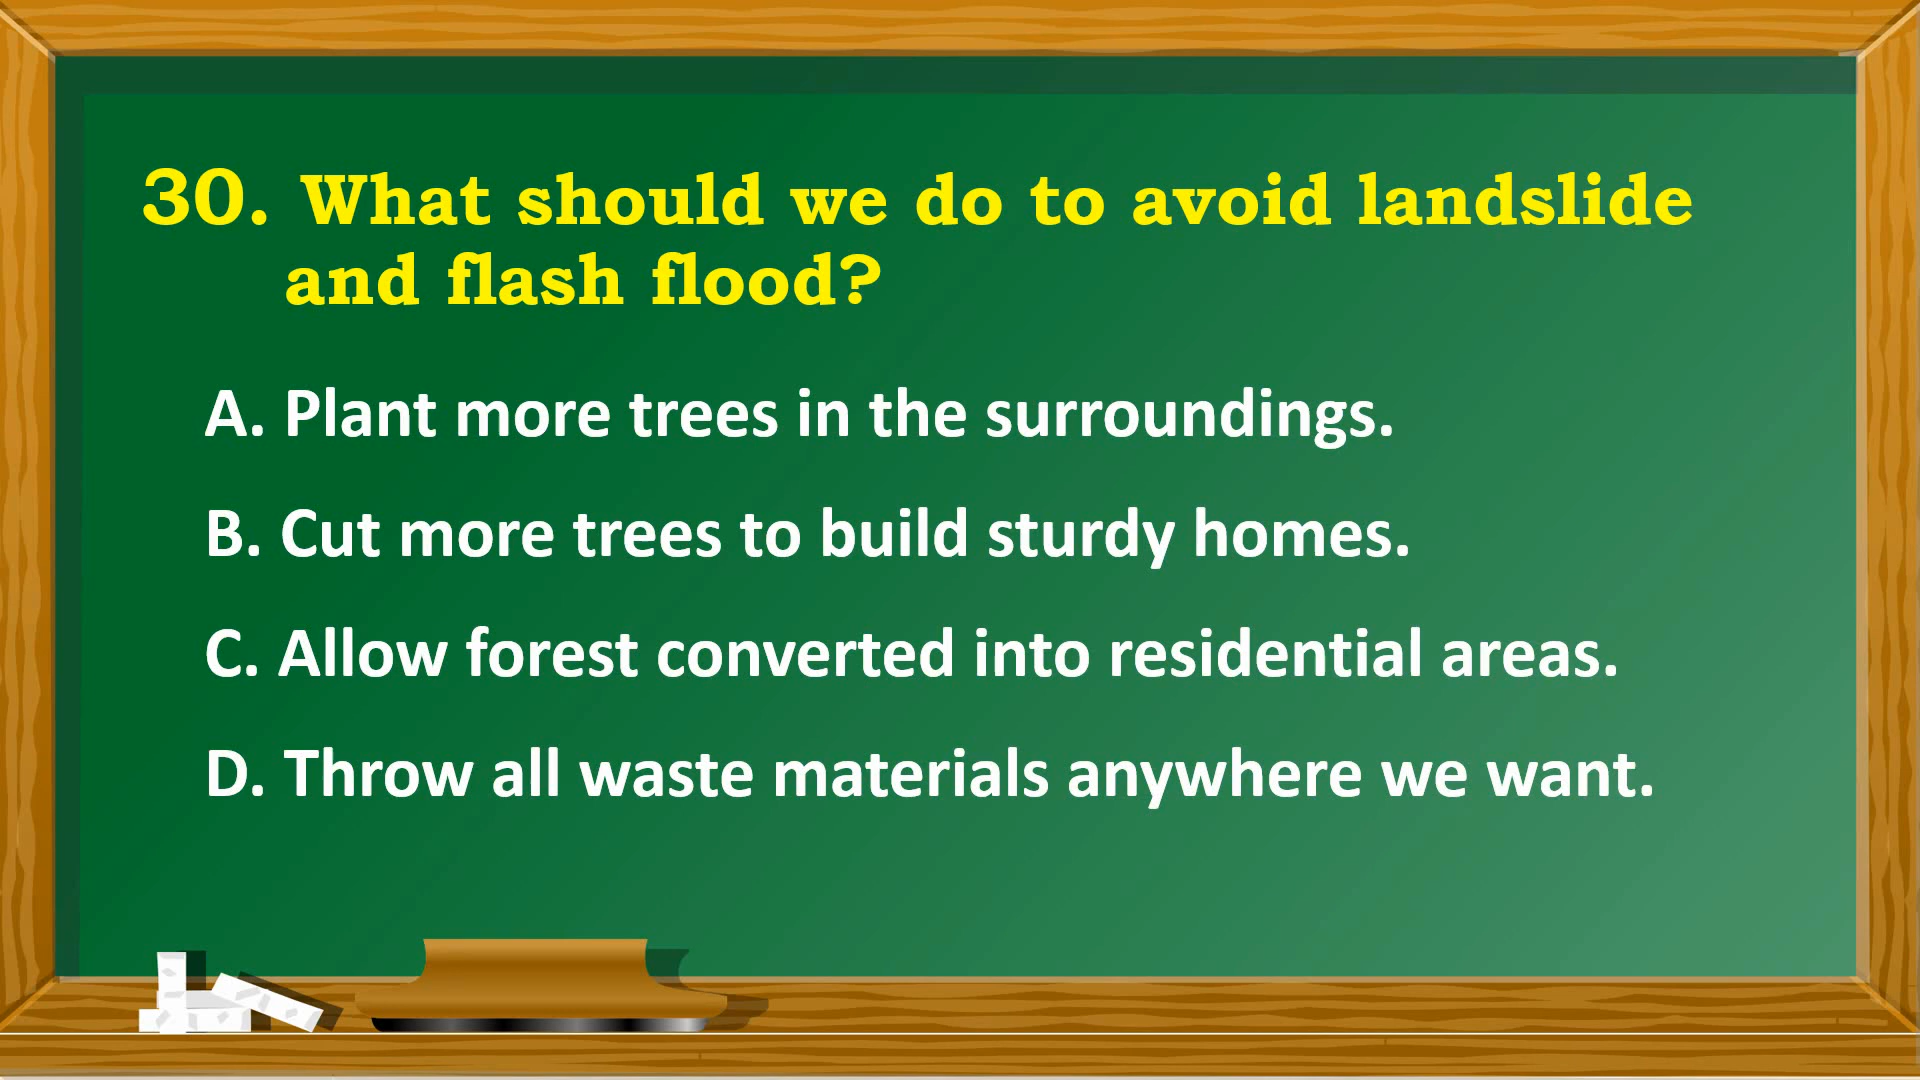 30. What should we do to avoid landslide
and flash flood?
A. Plant more trees in the surroundings.
B. Cut more trees to build sturdy homes.
C. Allow forest converted into residential areas.
D. Throw all waste materials anywhere we want.